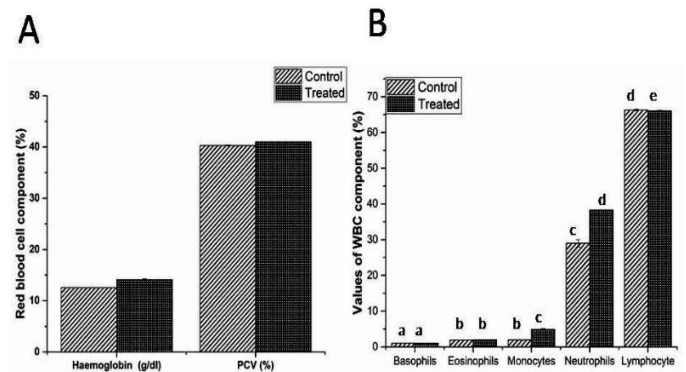 A
Control
Treated
Red blood cell component (%)
50
40
30
20
10
0
Haemoglobin (g/dl)
PCV (%)
B
Control
Treated
Values of WBC component (%)
70
60
50
40
30
20
10
0
a a
b b
b c
c d
d e
Basophils
Eosinophils
Monocytes
Neutrophils
Lymphocyte